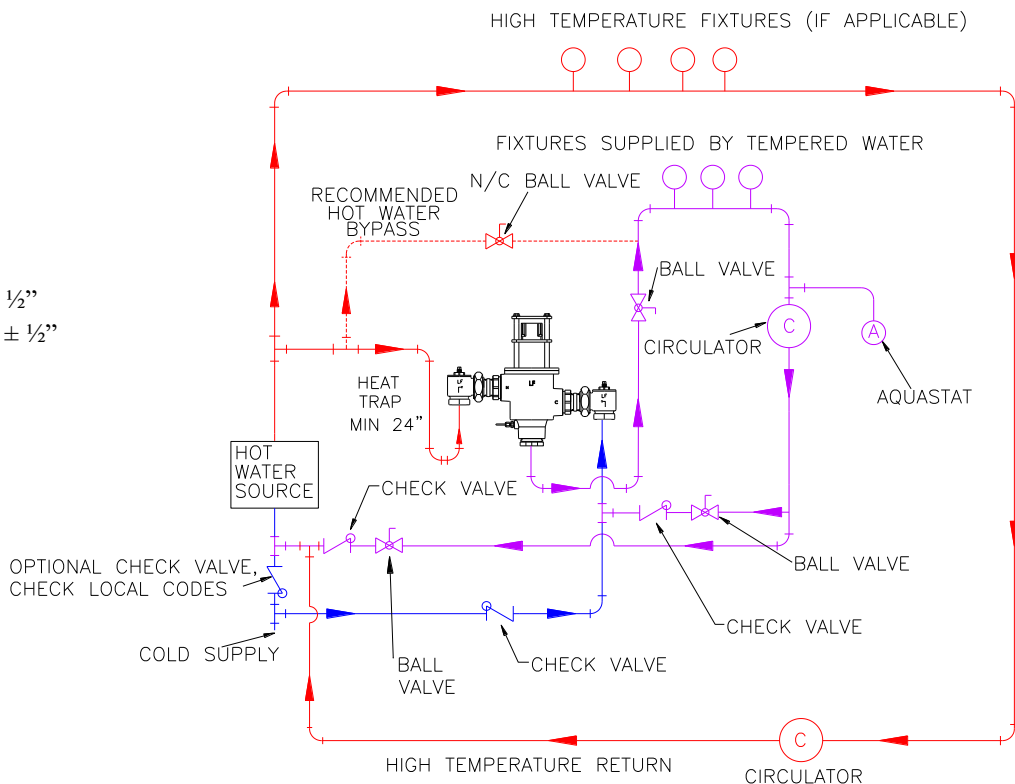 HIGH TEMPERATURE FIXTURES (IF APPLICABLE)
FIXTURES SUPPLIED BY TEMPERED WATER
N/C BALL VALVE
RECOMMENDED
HOT WATER
BYPASS
BALL VALVE
½”
± ½”
C
A
CIRCULATOR
HEAT
TRAP
MIN 24”
LF
LF
LF
H
C
AQUASTAT
HOT
WATER
SOURCE
CHECK VALVE
OPTIONAL CHECK VALVE,
CHECK LOCAL CODES
BALL VALVE
CHECK VALVE
COLD SUPPLY
BALL
VALVE
CHECK VALVE
C
HIGH TEMPERATURE RETURN
CIRCULATOR